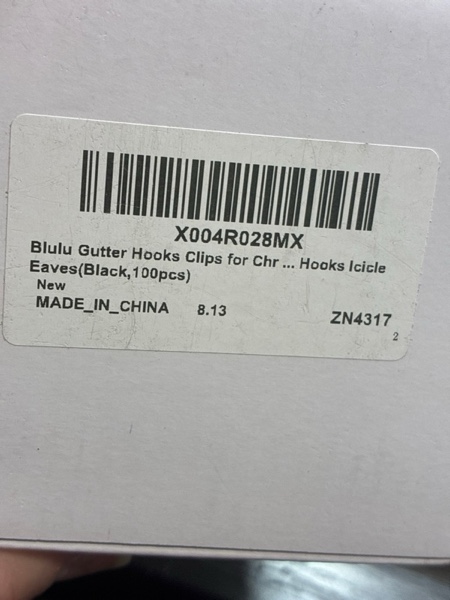 X004R028MX
Blulu Gutter Hooks Clips for Chr ... Hooks Icicle
Eaves(Black,100pcs)
New
MADE_IN_CHINA 8.13 ZN4317
2